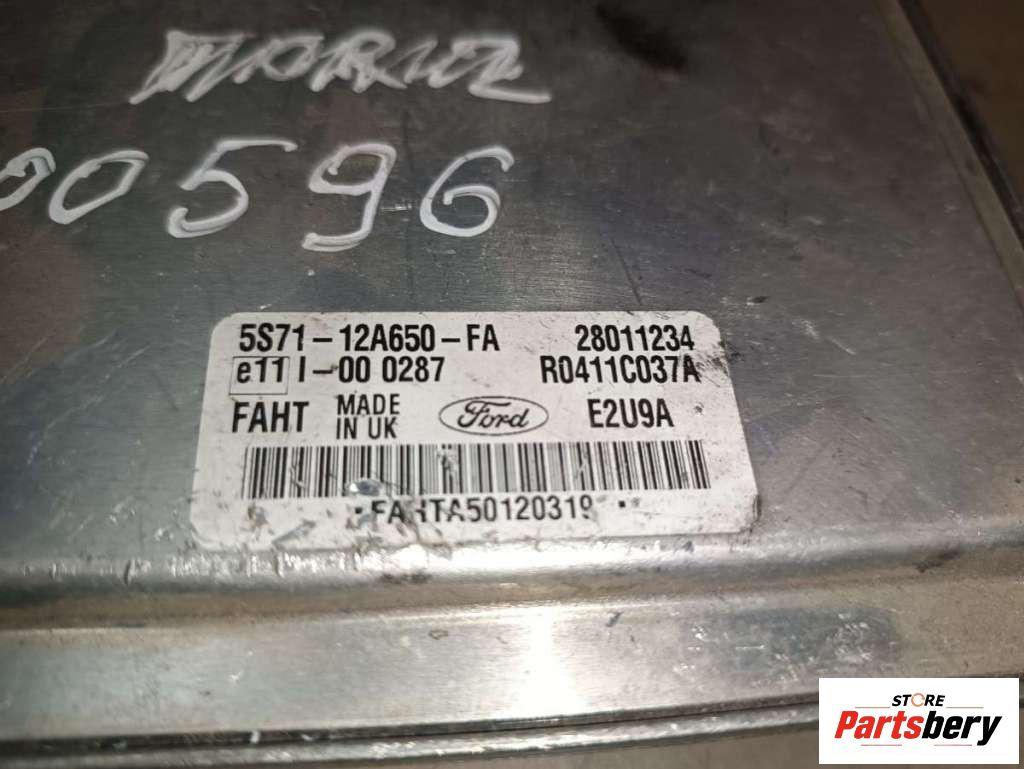 00596
5S71-12A650-FA 28011234
e11 I-00 0287 R0411C037A
FAHT MADE IN UK Ford E2U9A
STORE
Partsbery